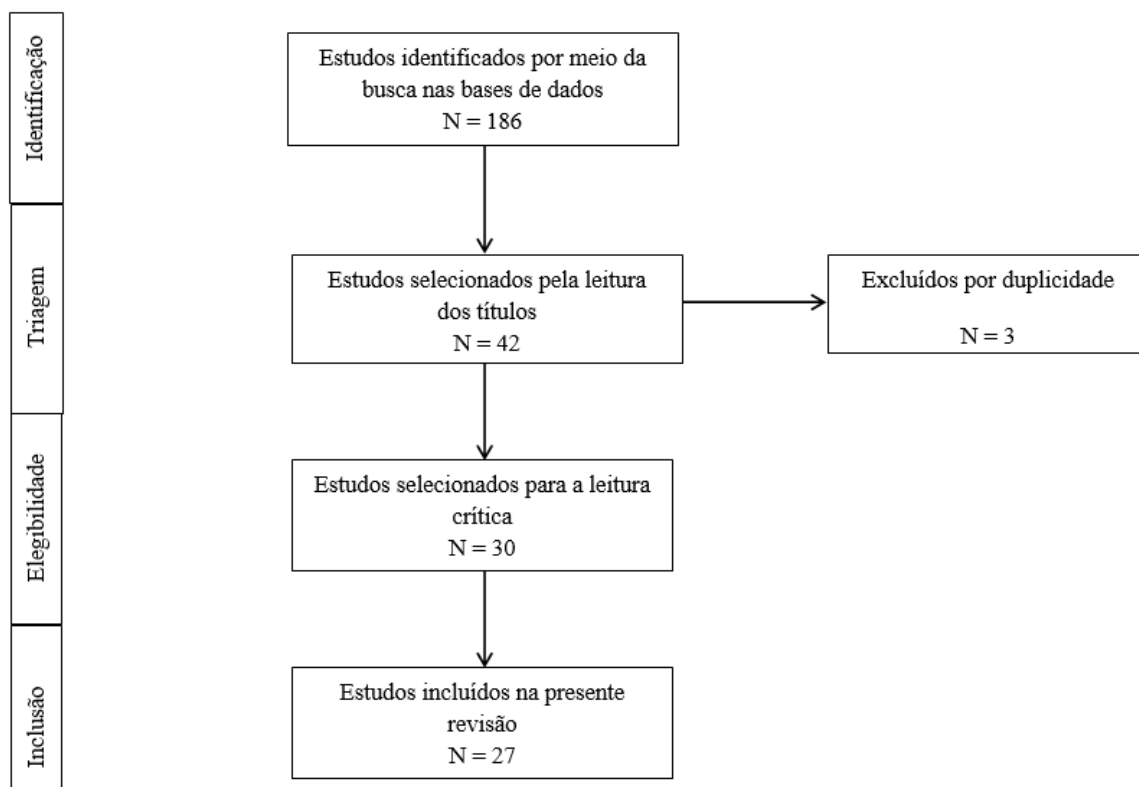 Identificação
Estudos identificados por meio da
busca nas bases de dados
N = 186
Triagem
Estudos selecionados pela leitura
dos títulos
N = 42
Excluídos por duplicidade
N = 3
Elegibilidade
Estudos selecionados para a leitura
crítica
N = 30
Inclusão
Estudos incluídos na presente
revisão
N = 27